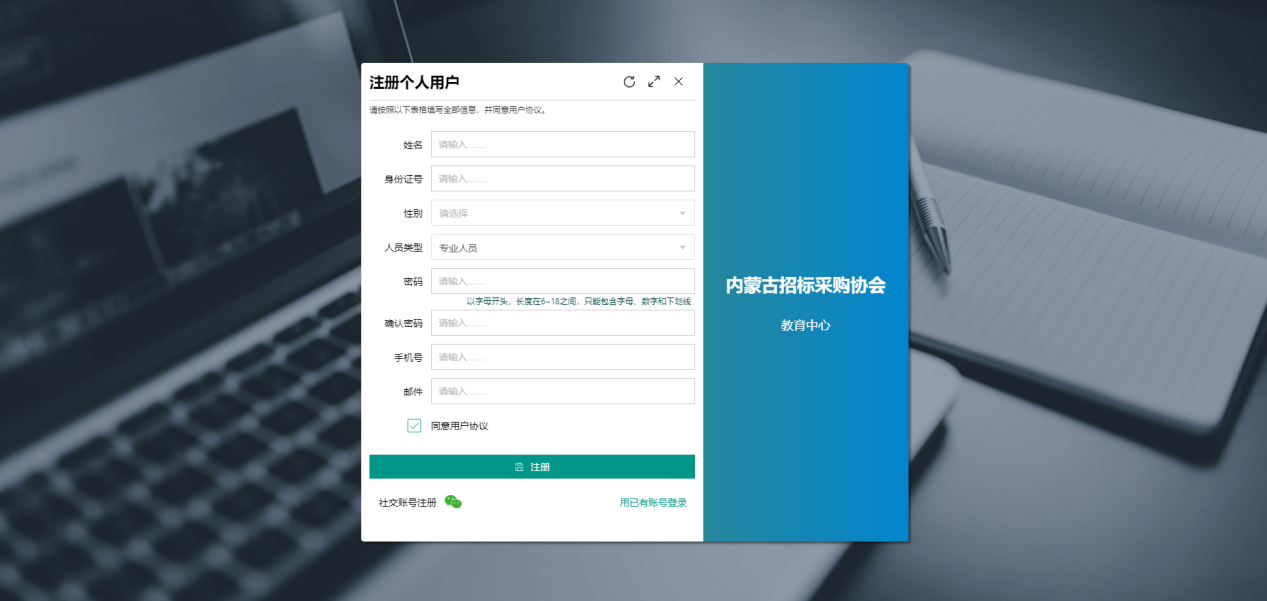 注册个人用户
请按照以下表格填写全部信息，并同意用户协议。
姓名 请输入……
身份证号 请输入……
性别 请选择
人员类型 专业人员
密码 请输入……
以字母开头，长度在6~18之间，只能包含字母、数字和下划线
确认密码 请输入……
手机号 请输入……
邮件 请输入……
同意用户协议
注册
社交账号注册 用已有账号登录
内蒙古招标采购协会
教育中心